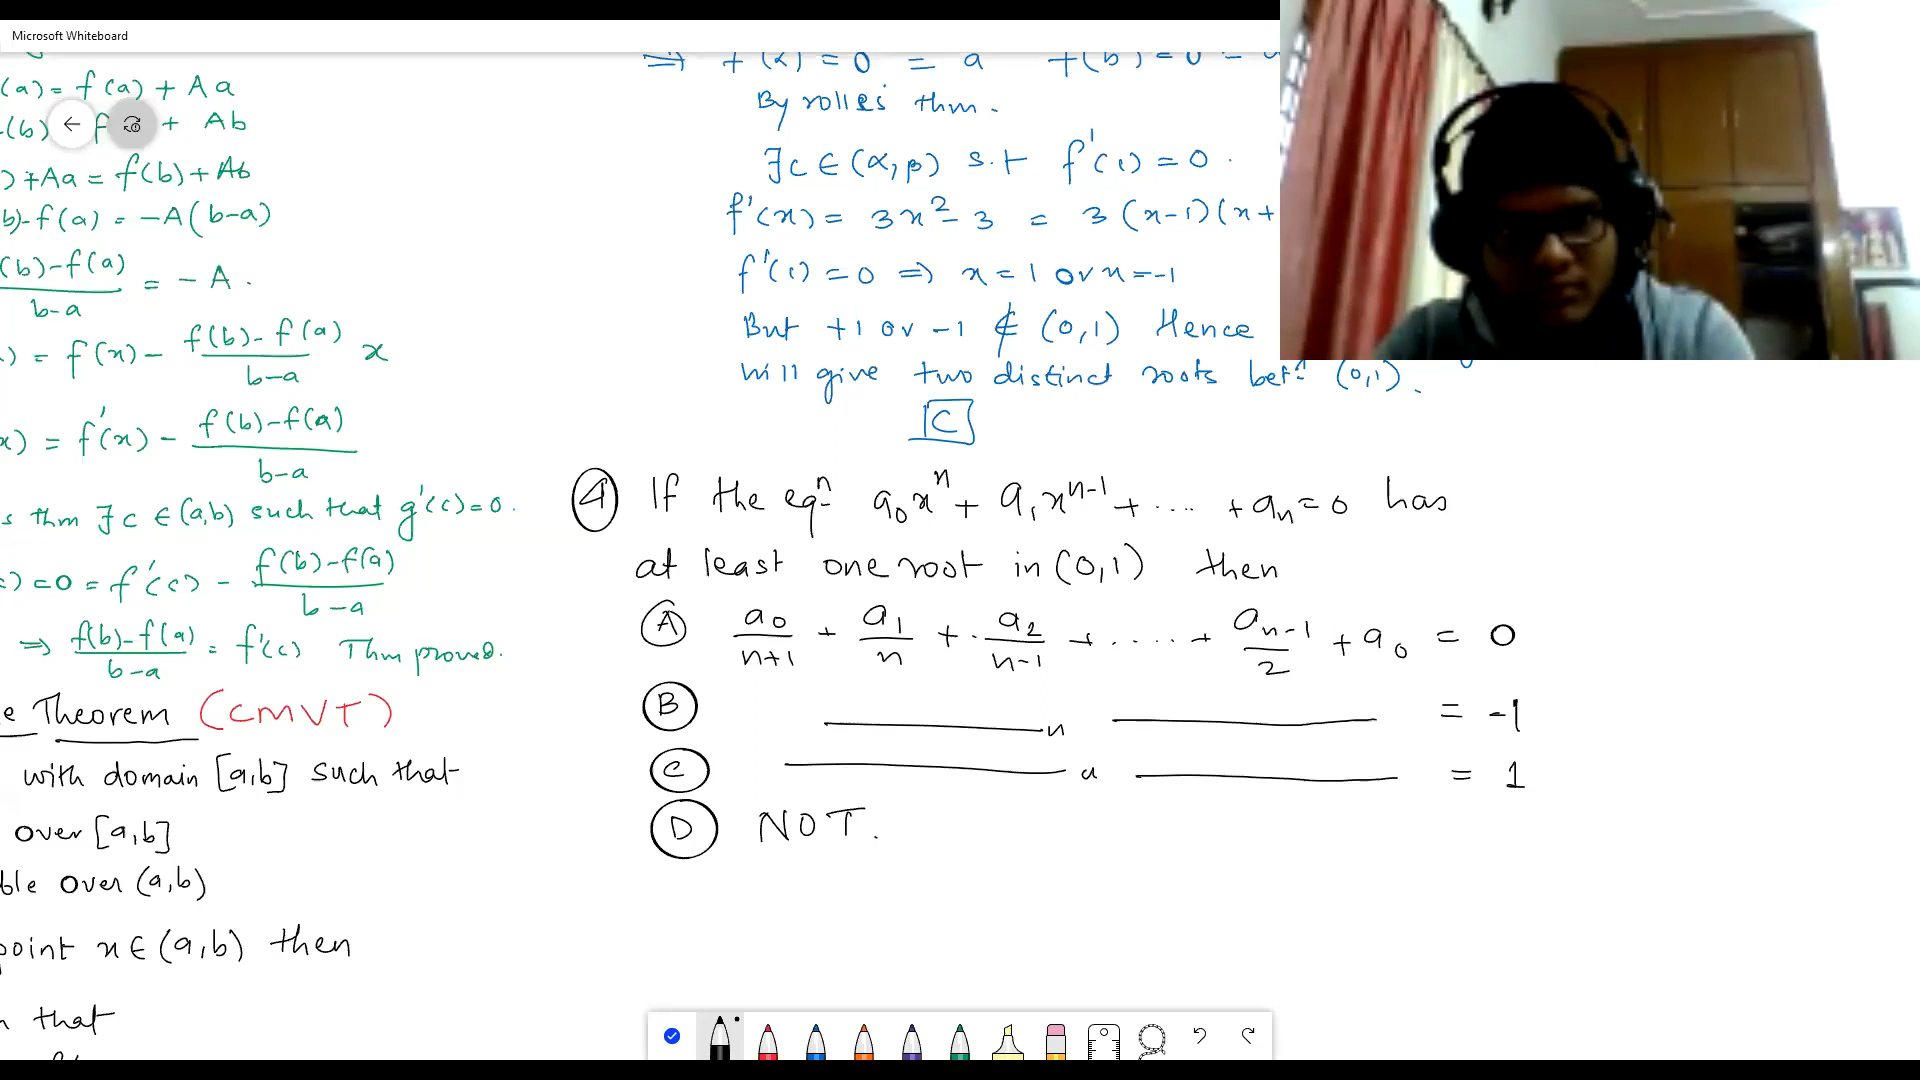 Microsoft Whiteboard
(a) = f(a) + Aa
(b) f + Ab
) + Aa = f(b) + Ab
b) - f(a) = -A(b-a)
(b) - f(a) / b-a = -A .
) = f(x) - f(b) - f(a) / b-a x
x) = f'(x) - f(b) - f(a) / b-a
s thm ∃c ∈ (a,b) such that g'(c) = 0 .
) = 0 = f'(c) - f(b) - f(a) / b-a
⇒ f(b) - f(a) / b-a = f'(c) Thm proved.
e Theorem (CMVT)
with domain [a,b] such that
over [a,b]
ble over (a,b)
point x ∈ (a,b) then
that
⇒ f(α) = 0 = a f(b) = 0
By rolles thm .
∃c ∈ (α,β) s.t f'(c) = 0 .
f'(x) = 3x² - 3 = 3(x-1)(x+
f'(c) = 0 ⇒ x = 1 or x = -1
But +1 or -1 ∉ (0,1) Hence
will give two distinct roots betⁿ (0,1) .
C
4 If the eqⁿ a₀xⁿ + a₁xⁿ⁻¹ + .... + aₙ = 0 has
at least one root in (0,1) then
A a₀/n+1 + a₁/n + a₂/n-1 + ..... + aₙ₋₁/2 + a₀ = 0
B ———— n ———— = -1
C ———— u ———— = 1
D NOT.